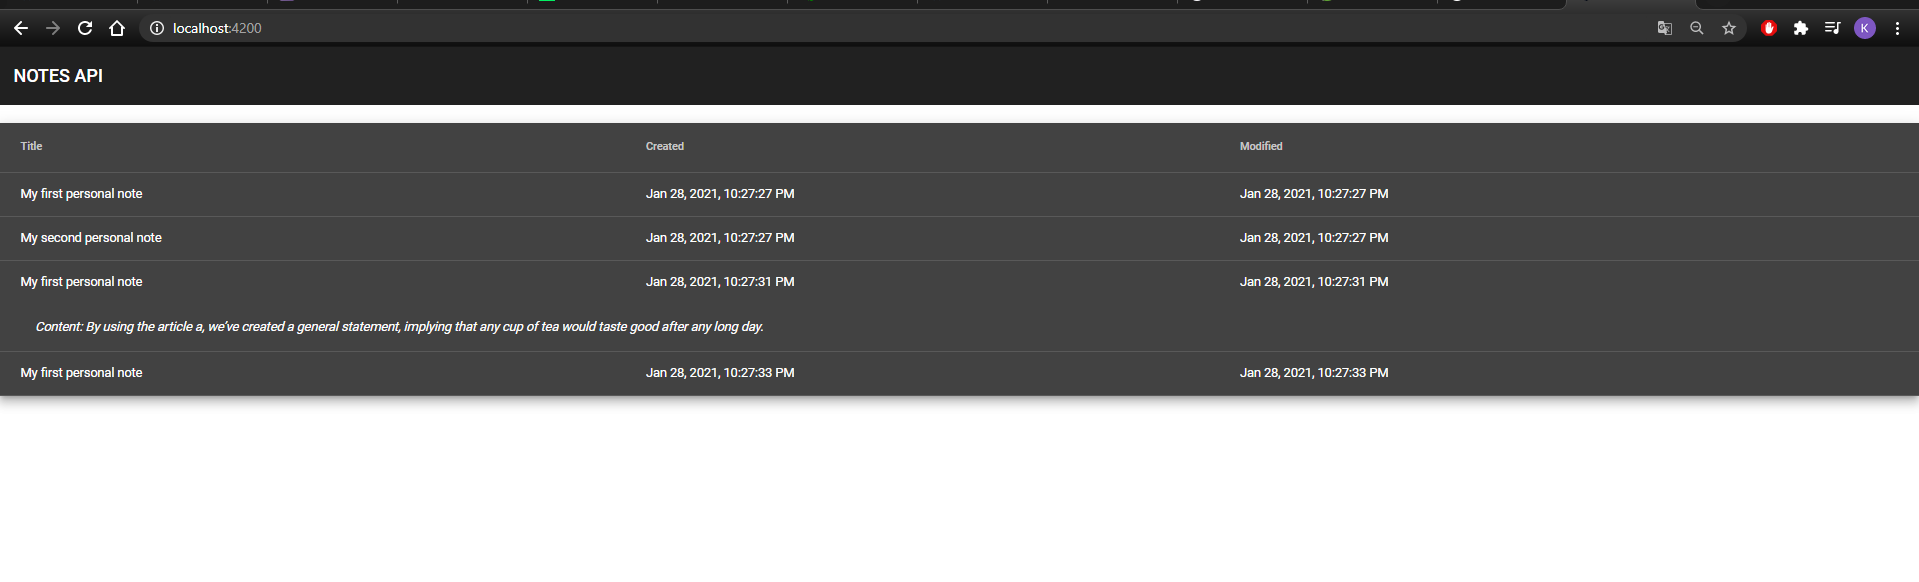 localhost:4200
K
NOTES API
Title Created Modified
My first personal note Jan 28, 2021, 10:27:27 PM Jan 28, 2021, 10:27:27 PM
My second personal note Jan 28, 2021, 10:27:27 PM Jan 28, 2021, 10:27:27 PM
My first personal note Jan 28, 2021, 10:27:31 PM Jan 28, 2021, 10:27:31 PM
Content: By using the article a, we've created a general statement, implying that any cup of tea would taste good after any long day.
My first personal note Jan 28, 2021, 10:27:33 PM Jan 28, 2021, 10:27:33 PM